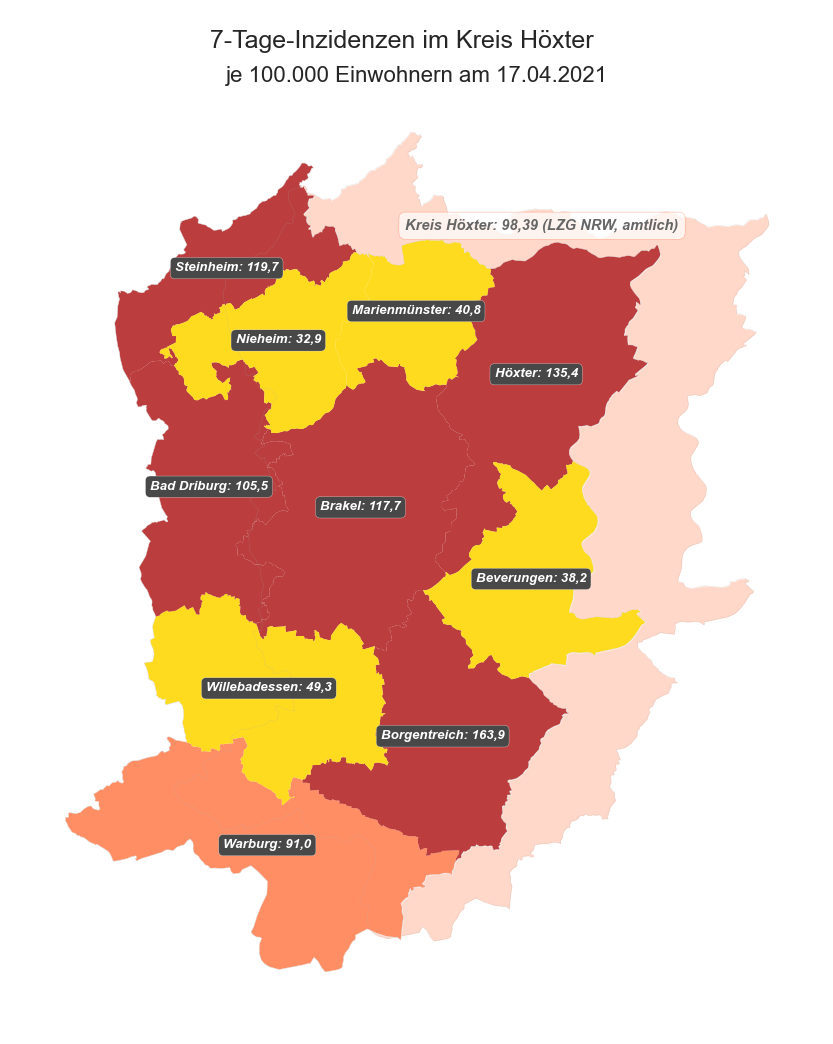 7-Tage-Inzidenzen im Kreis Höxter
je 100.000 Einwohnern am 17.04.2021
Kreis Höxter: 98,39 (LZG NRW, amtlich)
Steinheim: 119,7
Marienmünster: 40,8
Nieheim: 32,9
Höxter: 135,4
Bad Driburg: 105,5
Brakel: 117,7
Beverungen: 38,2
Willebadessen: 49,3
Borgentreich: 163,9
Warburg: 91,0